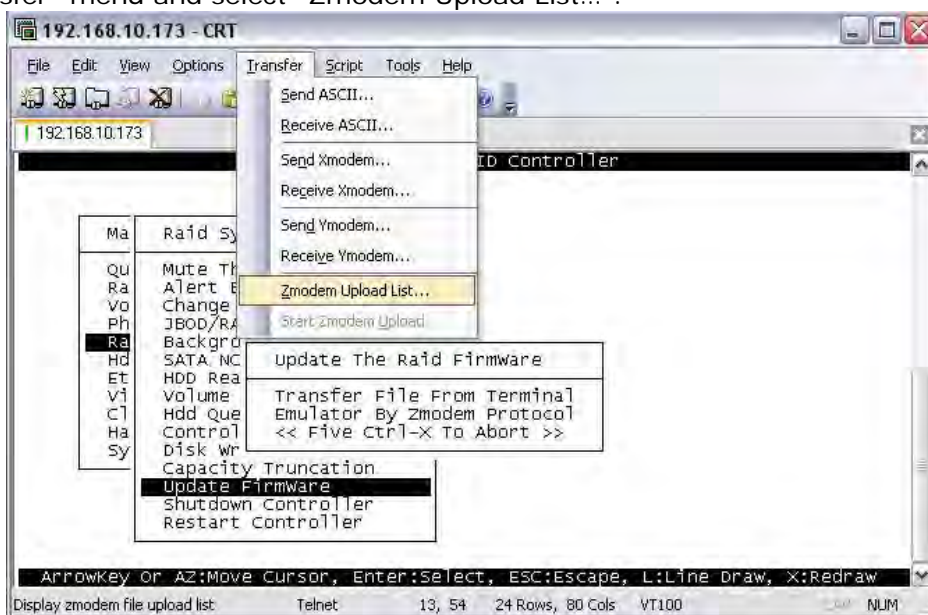 sfer" menu and select "Zmodem Upload List…".
192.168.10.173 - CRT
File Edit View Options Transfer Script Tools Help
192.168.10.173
Send ASCII...
Receive ASCII...
Send Xmodem...
Receive Xmodem...
Send Ymodem...
Receive Ymodem...
Zmodem Upload List...
Start Zmodem Upload
ID Controller
Ma
Qu
Ra
Vo
Ph
Ra
Hd
Et
Vi
Cl
Ha
Sy
Raid Sy
Mute Th
Alert B
Change
JBOD/RA
Backgro
SATA NC
HDD Rea
Volume
Hdd Que
Control
Disk Wr
Capacity Truncation
Update Firmware
Shutdown Controller
Restart Controller
Update The Raid Firmware
Transfer File From Terminal
Emulator By Zmodem Protocol
<< Five Ctrl-X To Abort >>
ArrowKey Or AZ:Move Cursor, Enter:Select, ESC:Escape, L:Line Draw, X:Redraw
Display zmodem file upload list Telnet 13, 54 24 Rows, 80 Cols VT100 NUM